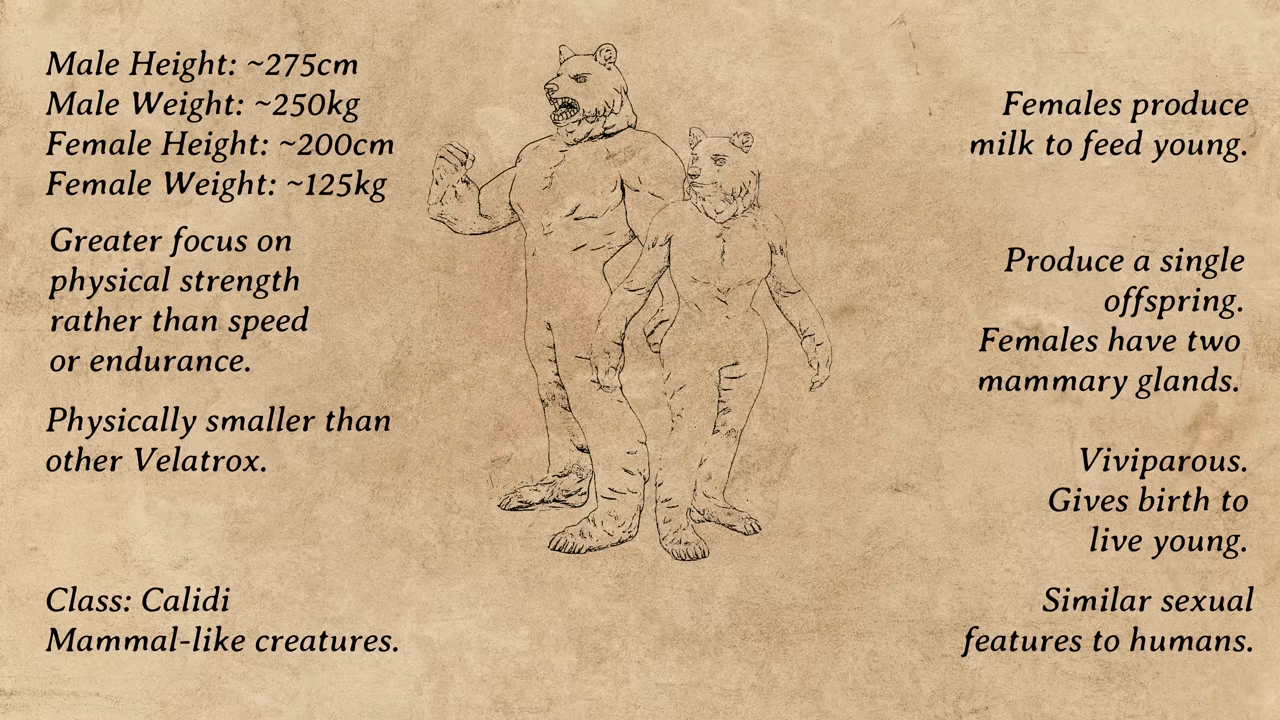 Male Height: ~275cm
Male Weight: ~250kg
Female Height: ~200cm
Female Weight: ~125kg
Greater focus on
physical strength
rather than speed
or endurance.
Physically smaller than
other Velatrox.
Class: Calidi
Mammal-like creatures.
Females produce
milk to feed young.
Produce a single
offspring.
Females have two
mammary glands.
Viviparous.
Gives birth to
live young.
Similar sexual
features to humans.